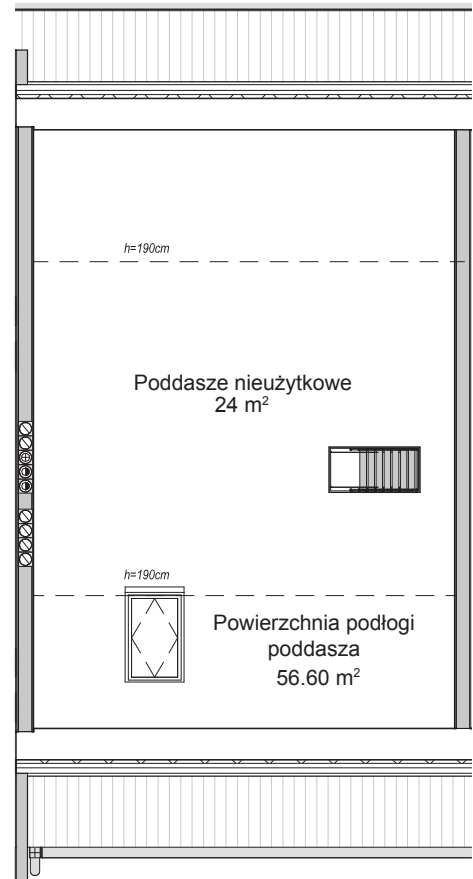 h=190cm
Poddasze nieużytkowe
24 m²
h=190cm
Powierzchnia podłogi
poddasza
56.60 m²